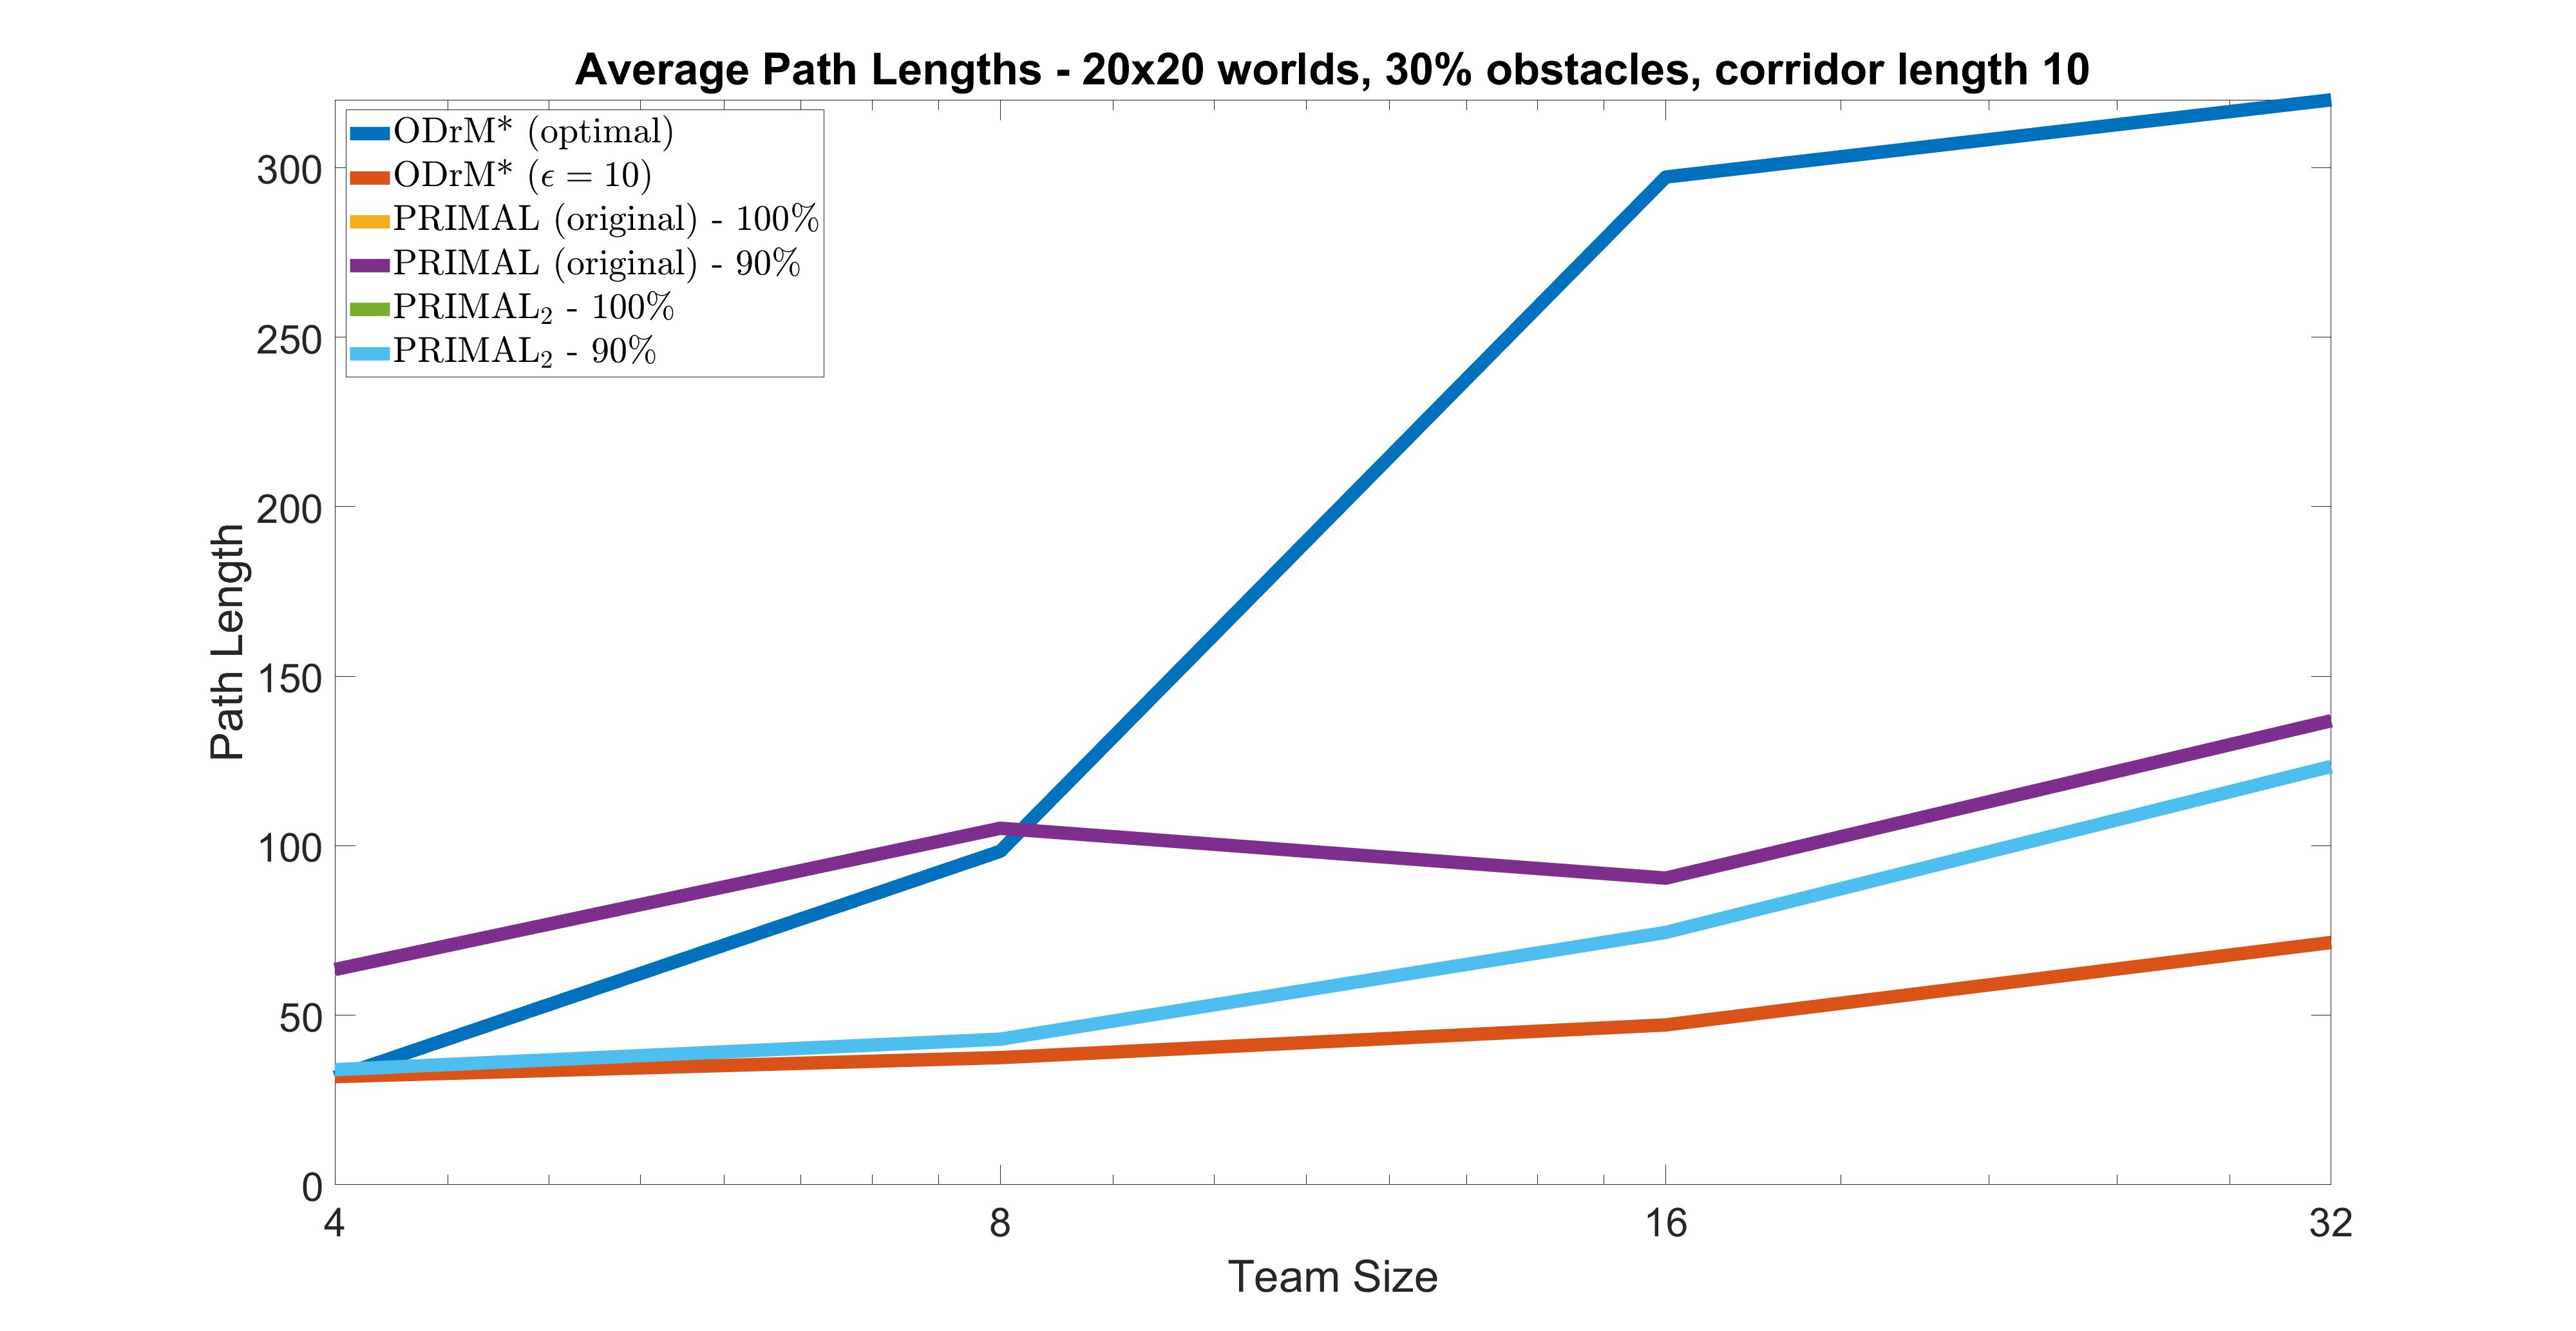 Average Path Lengths - 20x20 worlds, 30% obstacles, corridor length 10
ODrM* (optimal)
ODrM* (ϵ = 10)
PRIMAL (original) - 100%
PRIMAL (original) - 90%
PRIMAL₂ - 100%
PRIMAL₂ - 90%
300
250
200
150
100
50
0
Path Length
4 8 16 32
Team Size